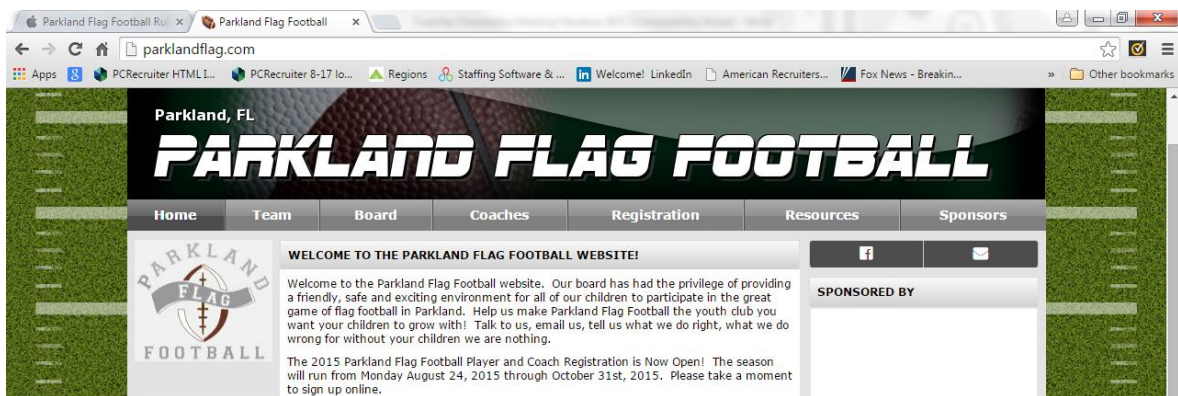 Parkland Flag Football Ru
Parkland Flag Football
parklandflag.com
Apps PCRecruiter HTML I... PCRecruiter 8-17 lo... Regions Staffing Software & ... Welcome! LinkedIn American Recruiters... Fox News - Breakin... » Other bookmarks
Parkland, FL
PARKLAND FLAG FOOTBALL
Home Team Board Coaches Registration Resources Sponsors
PARKLAND
FLAG
FOOTBALL
WELCOME TO THE PARKLAND FLAG FOOTBALL WEBSITE!
Welcome to the Parkland Flag Football website. Our board has had the privilege of providing
a friendly, safe and exciting environment for all of our children to participate in the great
game of flag football in Parkland. Help us make Parkland Flag Football the youth club you
want your children to grow with! Talk to us, email us, tell us what we do right, what we do
wrong for without your children we are nothing.
The 2015 Parkland Flag Football Player and Coach Registration is Now Open! The season
will run from Monday August 24, 2015 through October 31st, 2015. Please take a moment
to sign up online.
SPONSORED BY